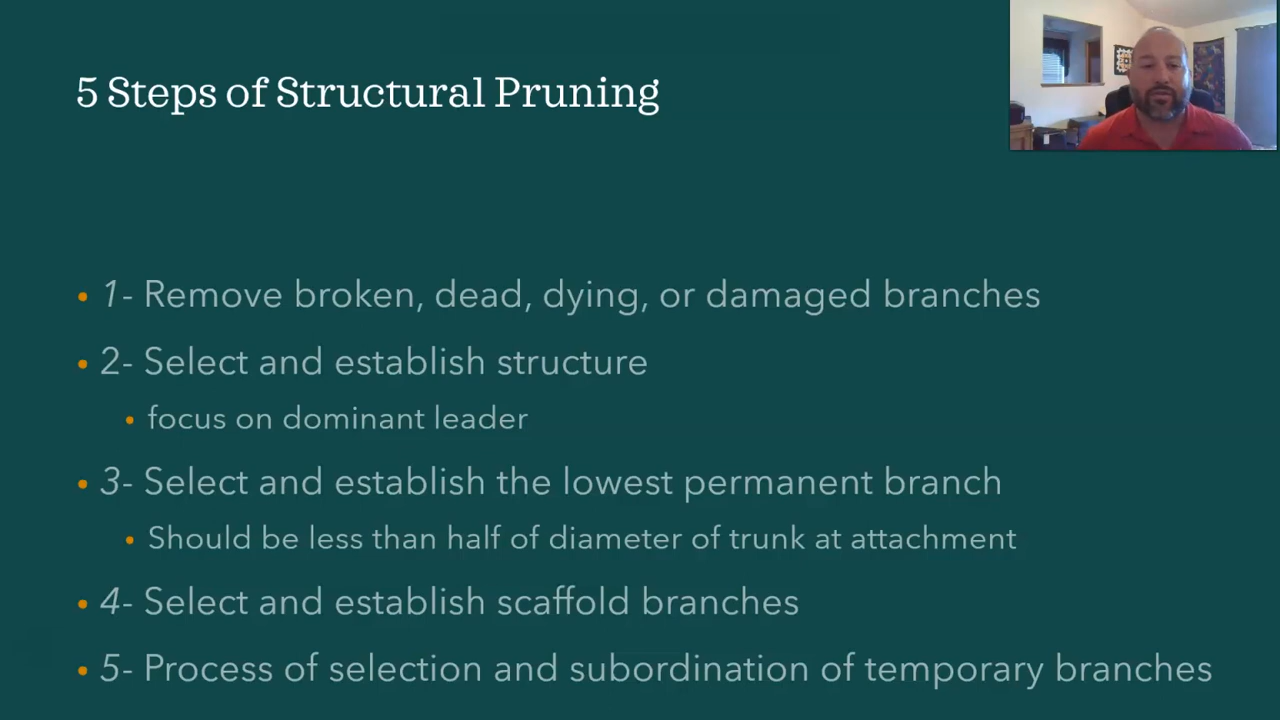 5 Steps of Structural Pruning
• 1- Remove broken, dead, dying, or damaged branches
• 2- Select and establish structure
• focus on dominant leader
• 3- Select and establish the lowest permanent branch
• Should be less than half of diameter of trunk at attachment
• 4- Select and establish scaffold branches
• 5- Process of selection and subordination of temporary branches